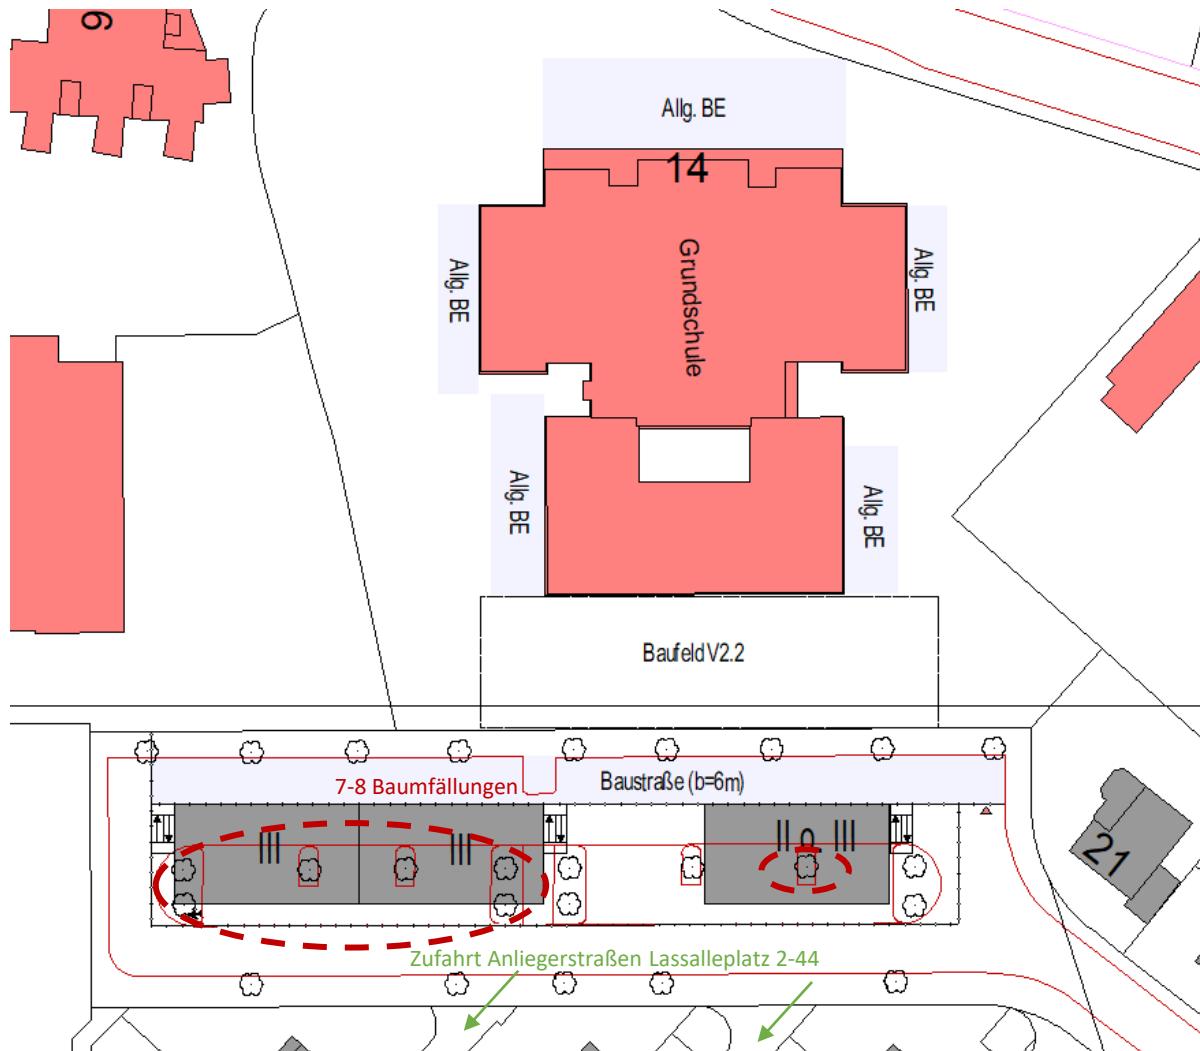 9
Allg. BE
14
Grundschule
Allg. BE
Allg. BE
Allg. BE
Allg. BE
Baufeld V2.2
Baustraße (b=6m)
7-8 Baumfällungen
III
III
II
III
21
Zufahrt Anliegerstraßen Lassalleplatz 2-44